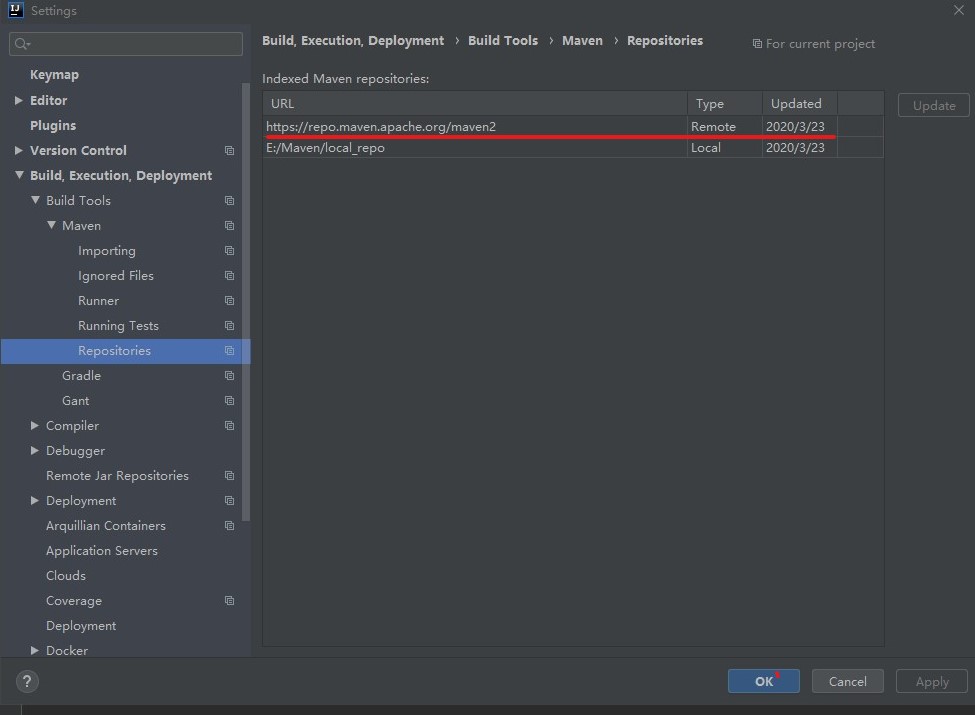 IJ
Settings
Build, Execution, Deployment › Build Tools › Maven › Repositories
For current project
Keymap
Editor
Plugins
Version Control
Build, Execution, Deployment
Build Tools
Maven
Importing
Ignored Files
Runner
Running Tests
Repositories
Gradle
Gant
Compiler
Debugger
Remote Jar Repositories
Deployment
Arquillian Containers
Application Servers
Clouds
Coverage
Deployment
Docker
Indexed Maven repositories:
URL Type Updated
https://repo.maven.apache.org/maven2 Remote 2020/3/23
E:/Maven/local_repo Local 2020/3/23
Update
?
OK Cancel Apply